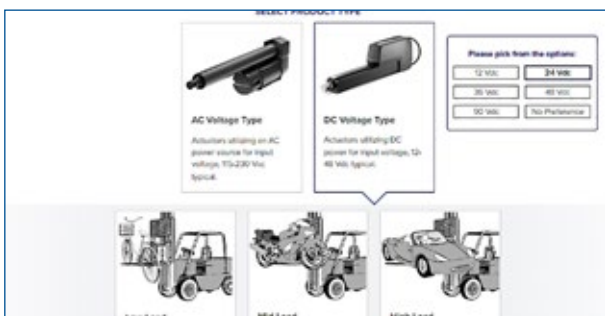 SELECT PRODUCT TYPE
AC Voltage Type
Actuators utilizing an AC
power source for input
voltage, 115-230 Vac
typical.
DC Voltage Type
Actuators utilizing DC
power for input voltage, 12-
48 Vdc typical.
Please pick from the options:
12 Vdc
24 Vdc
36 Vdc
48 Vdc
90 Vdc
No Preference
Low Load
Mid Load
High Load